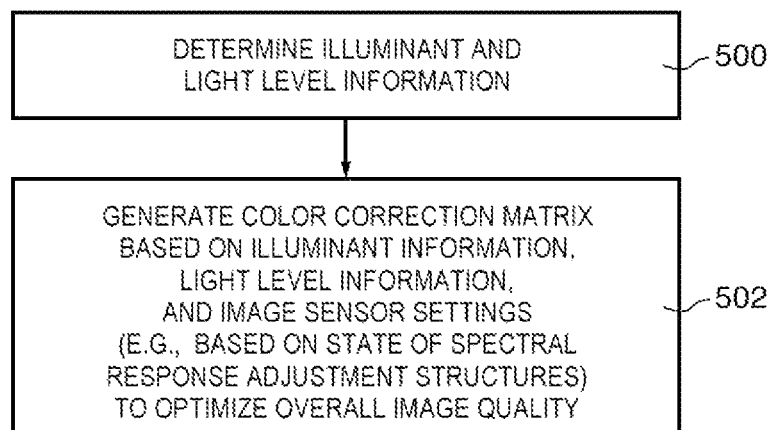 DETERMINE ILLUMINANT AND
LIGHT LEVEL INFORMATION
500
GENERATE COLOR CORRECTION MATRIX
BASED ON ILLUMINANT INFORMATION,
LIGHT LEVEL INFORMATION,
AND IMAGE SENSOR SETTINGS
(E.G., BASED ON STATE OF SPECTRAL
RESPONSE ADJUSTMENT STRUCTURES)
TO OPTIMIZE OVERALL IMAGE QUALITY
502